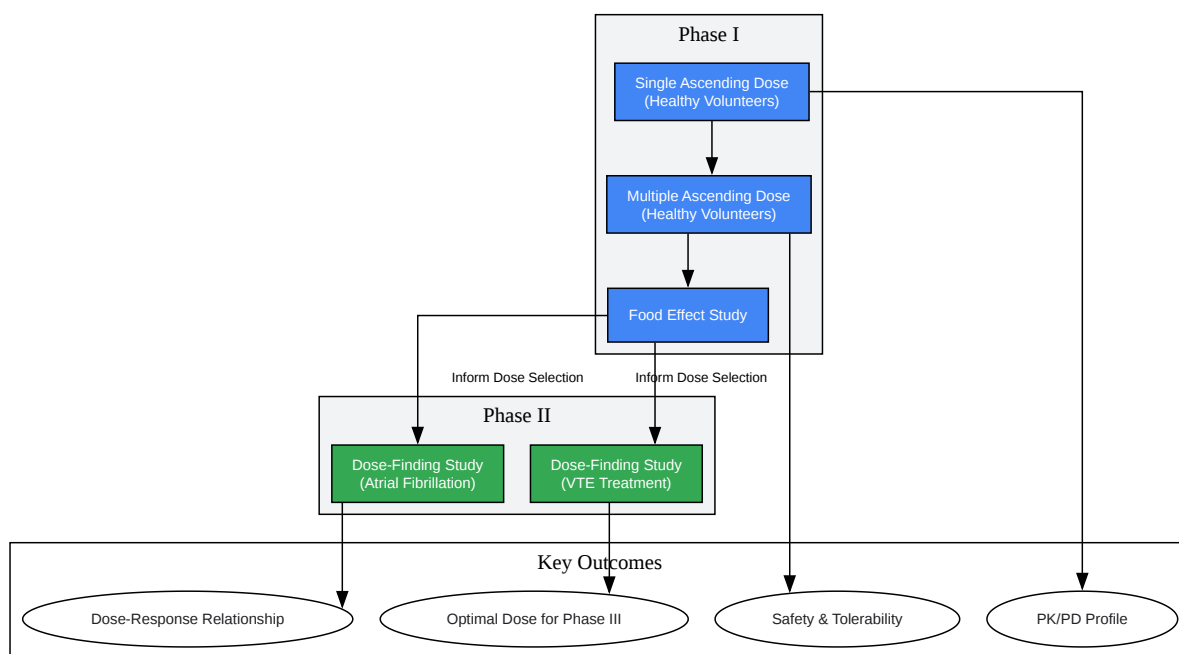 Phase I
Single Ascending Dose
(Healthy Volunteers)
Multiple Ascending Dose
(Healthy Volunteers)
Food Effect Study
Inform Dose Selection
Inform Dose Selection
Phase II
Dose-Finding Study
(Atrial Fibrillation)
Dose-Finding Study
(VTE Treatment)
Key Outcomes
Dose-Response Relationship
Optimal Dose for Phase III
Safety & Tolerability
PK/PD Profile